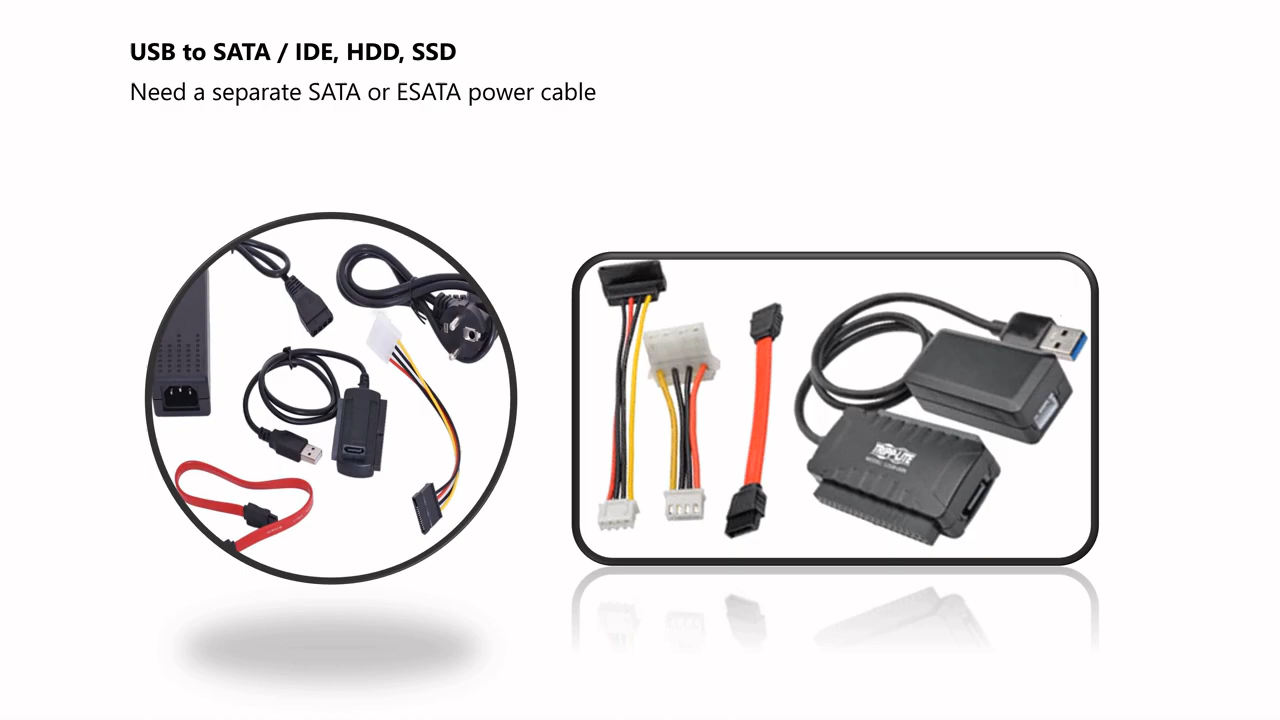 USB to SATA / IDE, HDD, SSD
Need a separate SATA or ESATA power cable
TRIPP·LITE